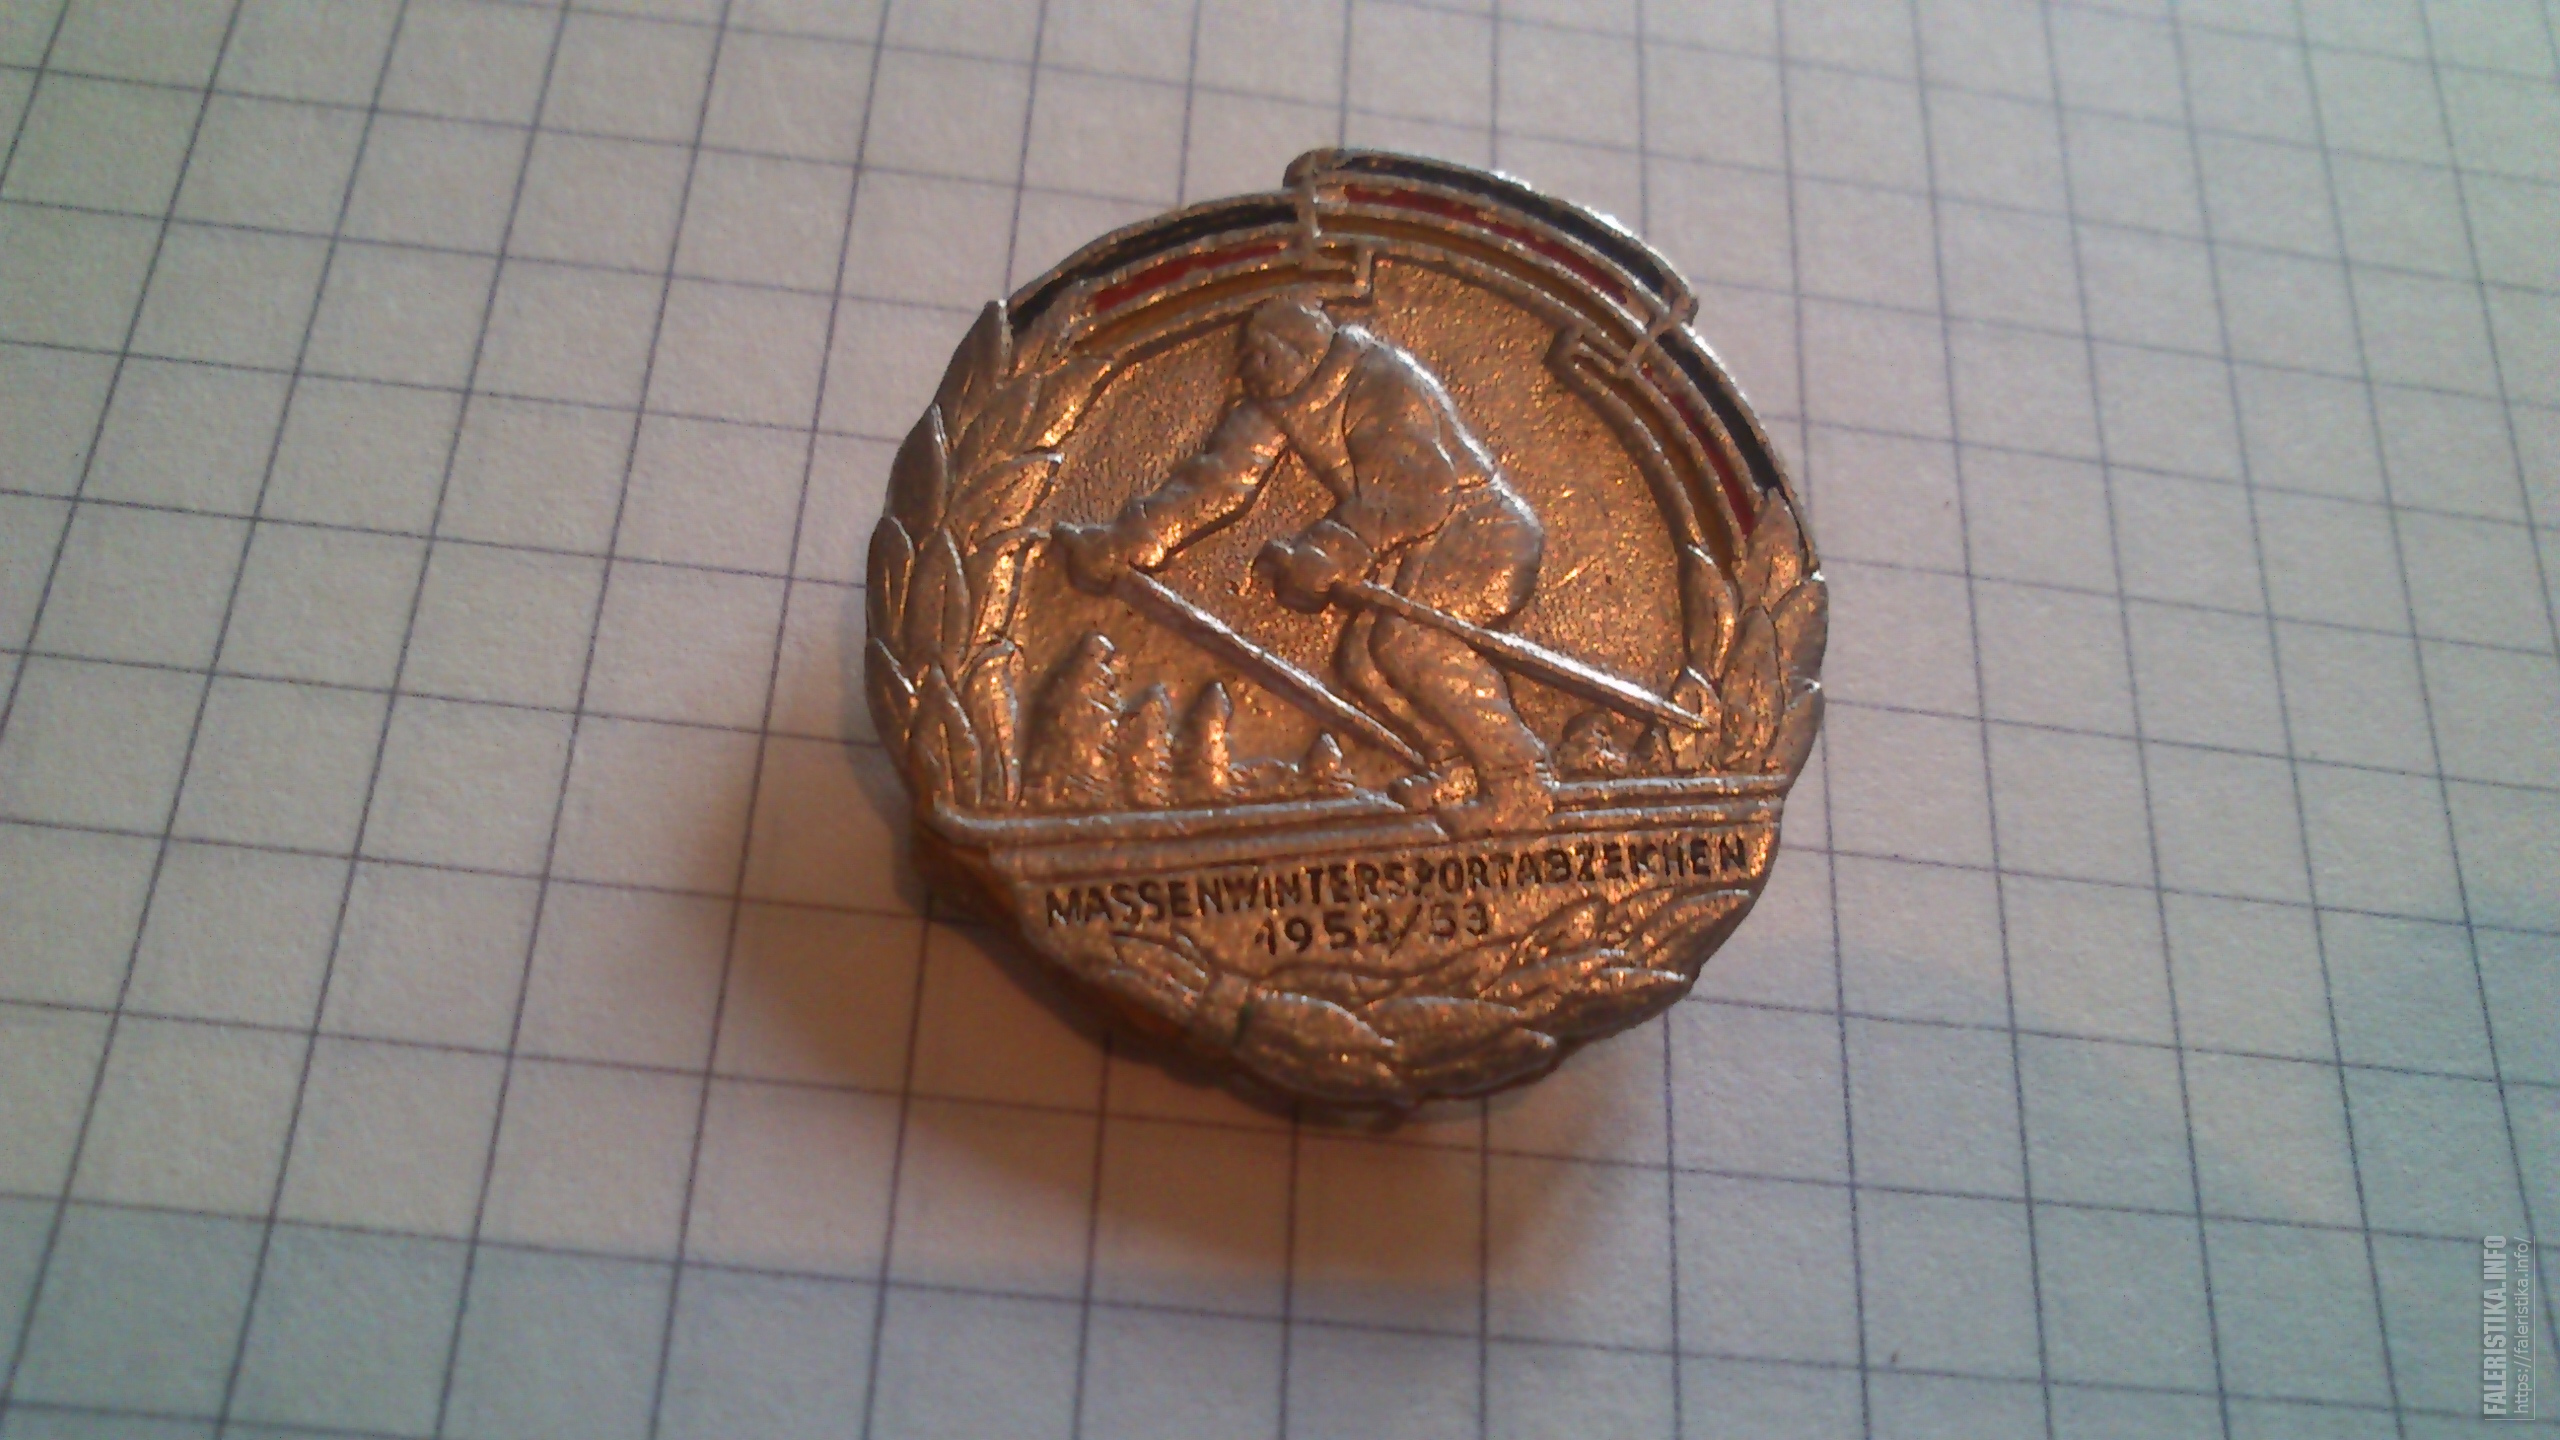 MASSENWINTERSPORTABZEICHEN
1952/53
FALERISTIKA.INFO
https://faleristika.info/